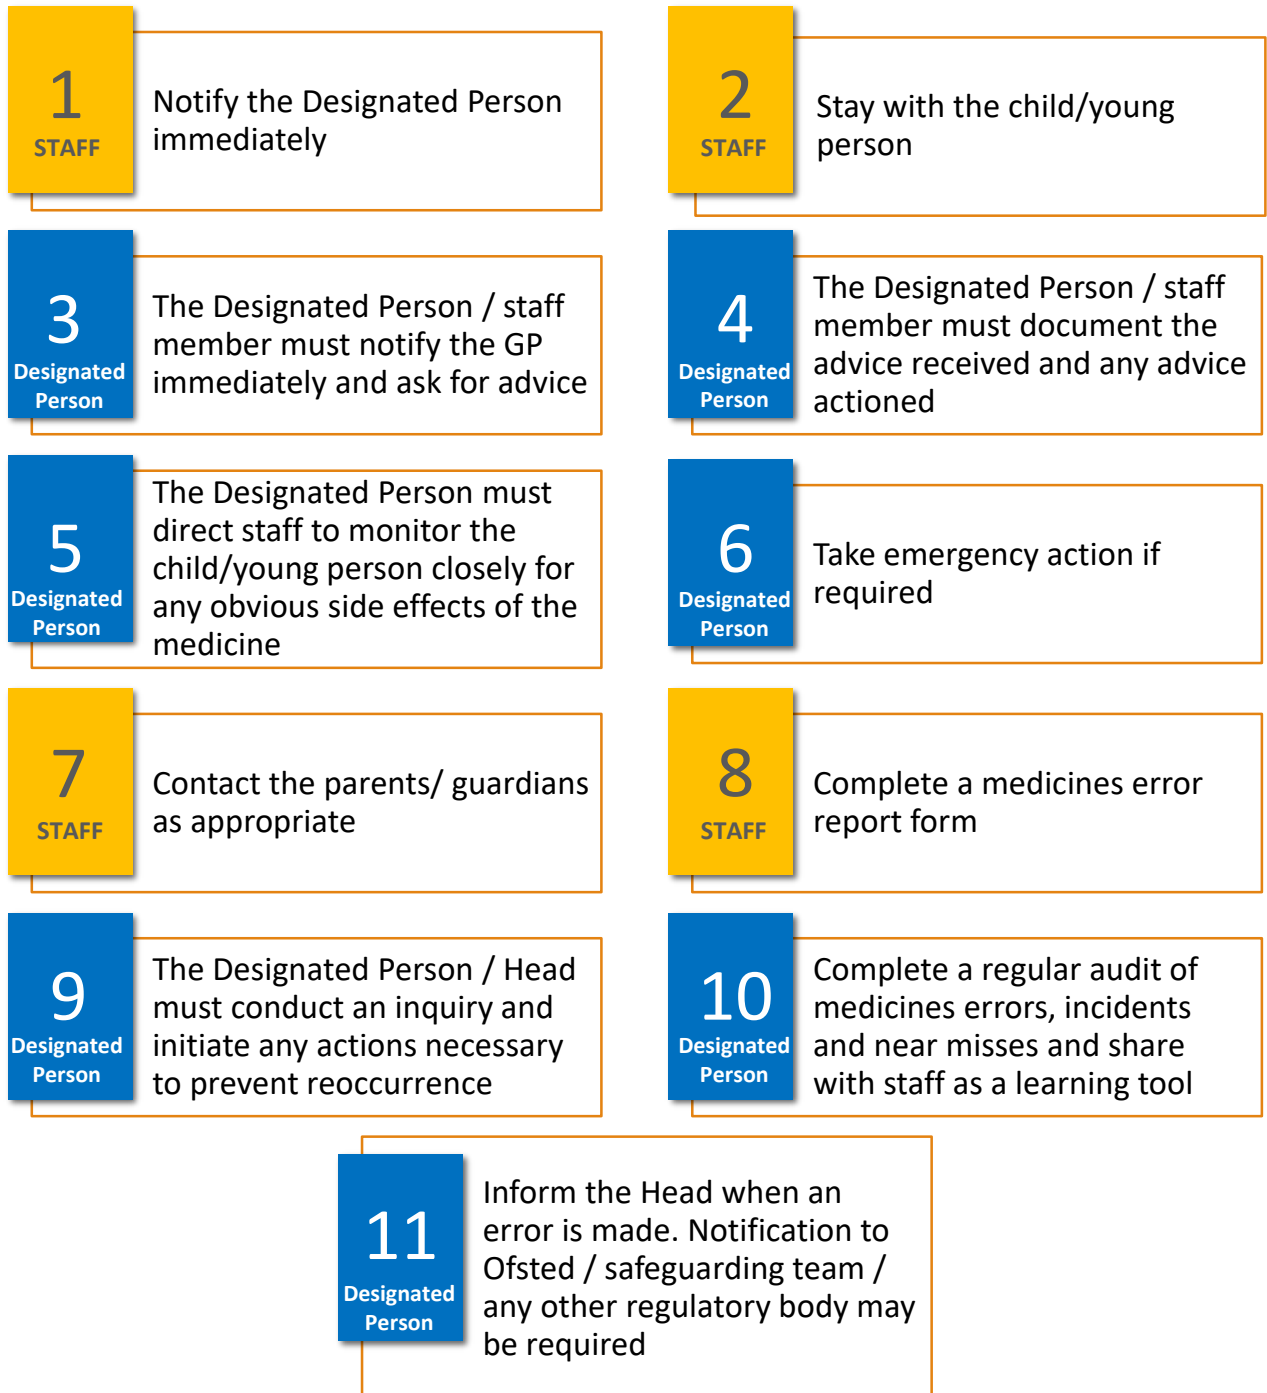 1
STAFF
Notify the Designated Person
immediately
2
STAFF
Stay with the child/young
person
3
Designated
Person
The Designated Person / staff
member must notify the GP
immediately and ask for advice
4
Designated
Person
The Designated Person / staff
member must document the
advice received and any advice
actioned
5
Designated
Person
The Designated Person must
direct staff to monitor the
child/young person closely for
any obvious side effects of the
medicine
6
Designated
Person
Take emergency action if
required
7
STAFF
Contact the parents/ guardians
as appropriate
8
STAFF
Complete a medicines error
report form
9
Designated
Person
The Designated Person / Head
must conduct an inquiry and
initiate any actions necessary
to prevent reoccurrence
10
Designated
Person
Complete a regular audit of
medicines errors, incidents
and near misses and share
with staff as a learning tool
11
Designated
Person
Inform the Head when an
error is made. Notification to
Ofsted / safeguarding team /
any other regulatory body may
be required